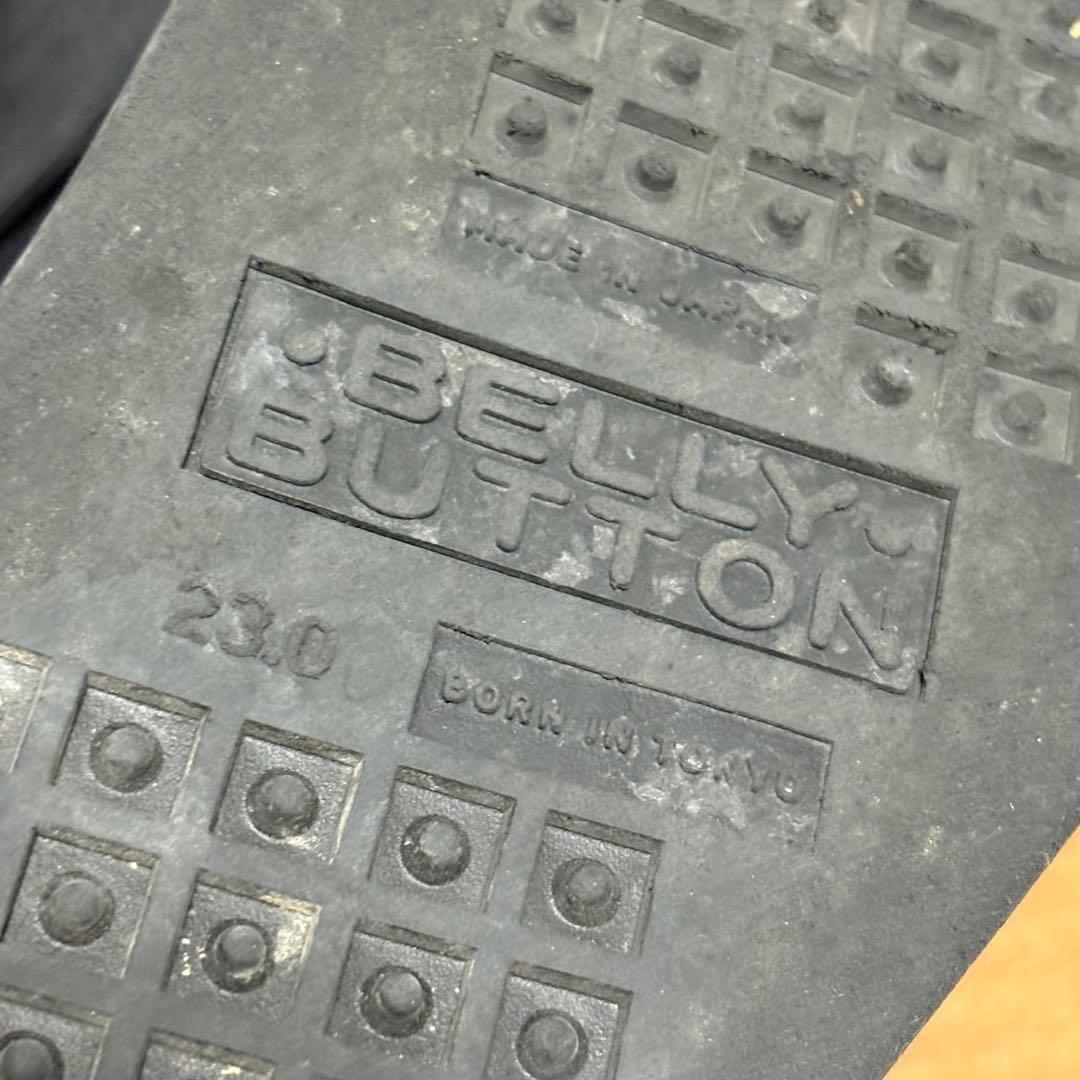 MADE IN JAPAN
BELLY
BUTTON
23.0
BORN IN TOKYO